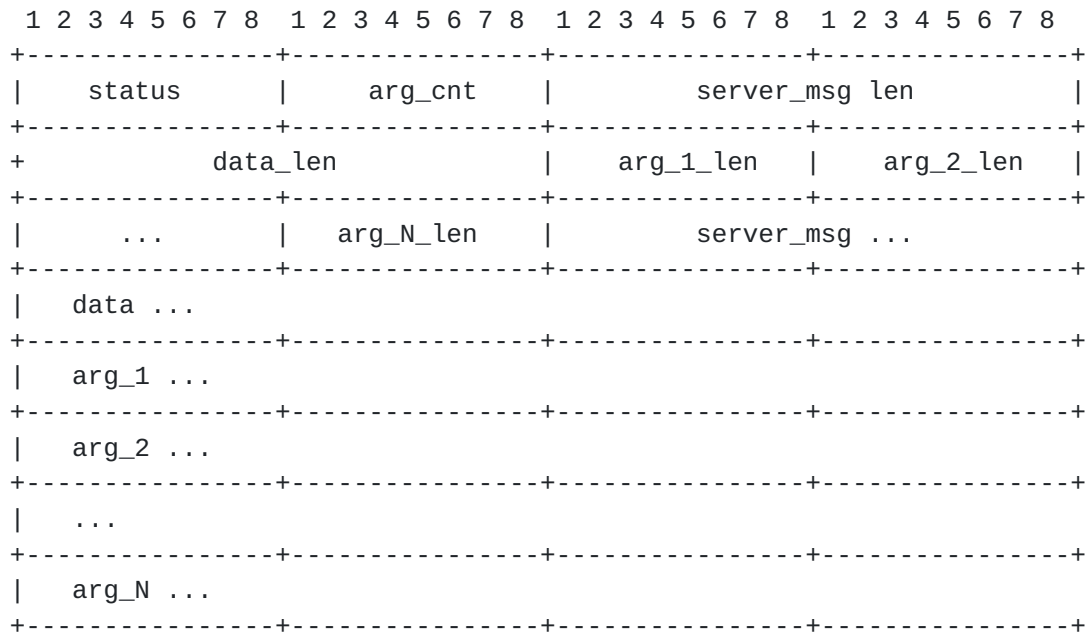 1 2 3 4 5 6 7 8  1 2 3 4 5 6 7 8  1 2 3 4 5 6 7 8  1 2 3 4 5 6 7 8
+----------------+----------------+----------------+----------------+
|     status     |    arg_cnt     |         server_msg len          |
+----------------+----------------+----------------+----------------+
+            data_len             |   arg_1_len    |   arg_2_len    |
+----------------+----------------+----------------+----------------+
|      ...       |   arg_N_len    |         server_msg ...
+----------------+----------------+----------------+----------------+
|   data ...
+----------------+----------------+----------------+----------------+
|   arg_1 ...
+----------------+----------------+----------------+----------------+
|   arg_2 ...
+----------------+----------------+----------------+----------------+
|   ...
+----------------+----------------+----------------+----------------+
|   arg_N ...
+----------------+----------------+----------------+----------------+